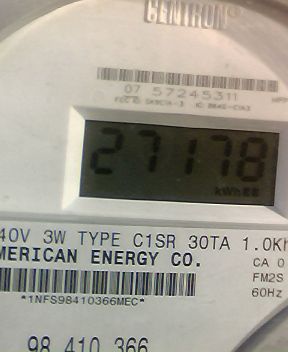 CENTRON®
07 57245311
27178
kWh
40V 3W TYPE C1SR 30TA 1.0Kh
MERICAN ENERGY CO.
CA 0
FM2S
60Hz
*1NFS98410366MEC*
98 410 366